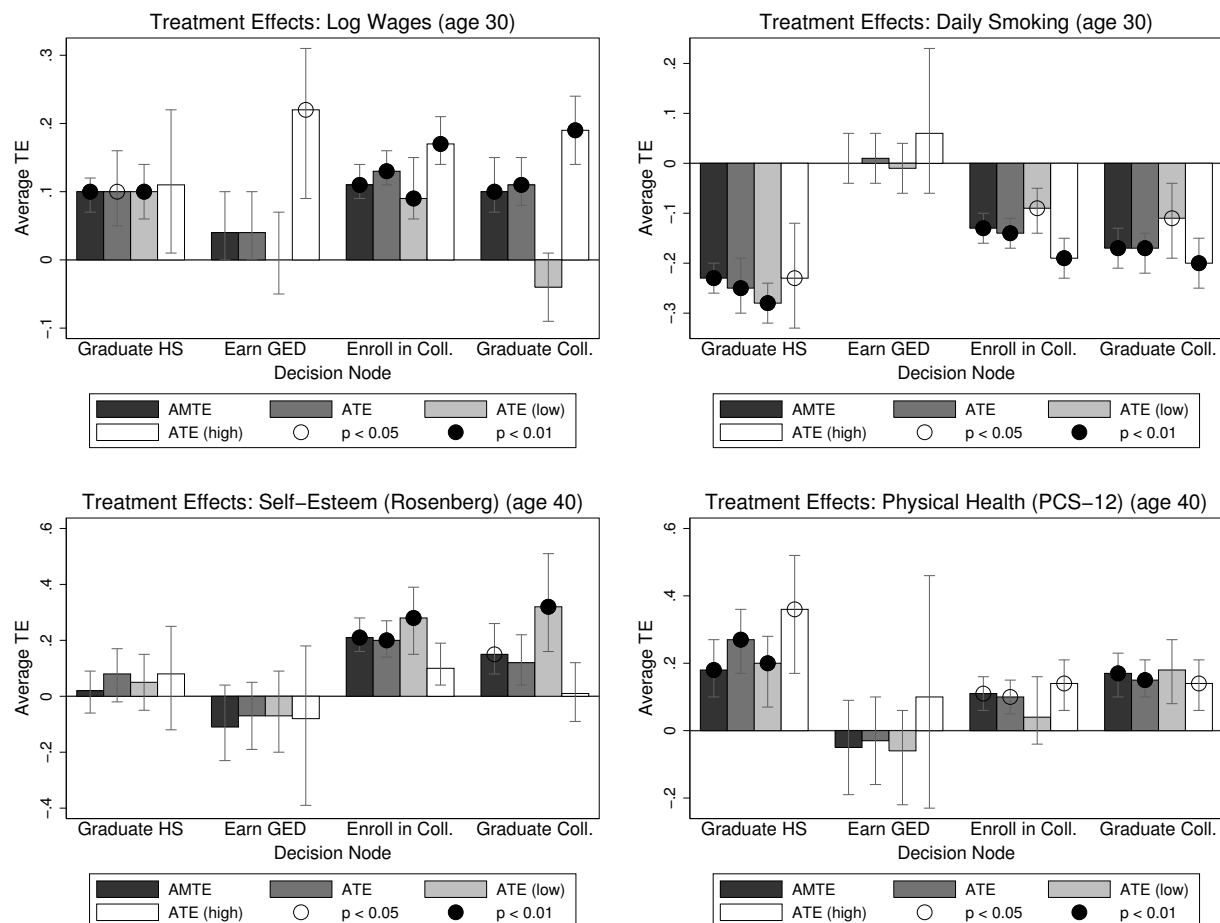 Treatment Effects: Log Wages (age 30)
Average TE
.3
.2
.1
0
-.1
Graduate HS Earn GED Enroll in Coll. Graduate Coll.
Decision Node
AMTE ATE ATE (low)
ATE (high) p < 0.05 p < 0.01
Treatment Effects: Daily Smoking (age 30)
Average TE
.2
.1
0
-.1
-.2
-.3
Graduate HS Earn GED Enroll in Coll. Graduate Coll.
Decision Node
AMTE ATE ATE (low)
ATE (high) p < 0.05 p < 0.01
Treatment Effects: Self−Esteem (Rosenberg) (age 40)
Average TE
.6
.4
.2
0
-.2
-.4
Graduate HS Earn GED Enroll in Coll. Graduate Coll.
Decision Node
AMTE ATE ATE (low)
ATE (high) p < 0.05 p < 0.01
Treatment Effects: Physical Health (PCS−12) (age 40)
Average TE
.6
.4
.2
0
-.2
Graduate HS Earn GED Enroll in Coll. Graduate Coll.
Decision Node
AMTE ATE ATE (low)
ATE (high) p < 0.05 p < 0.01